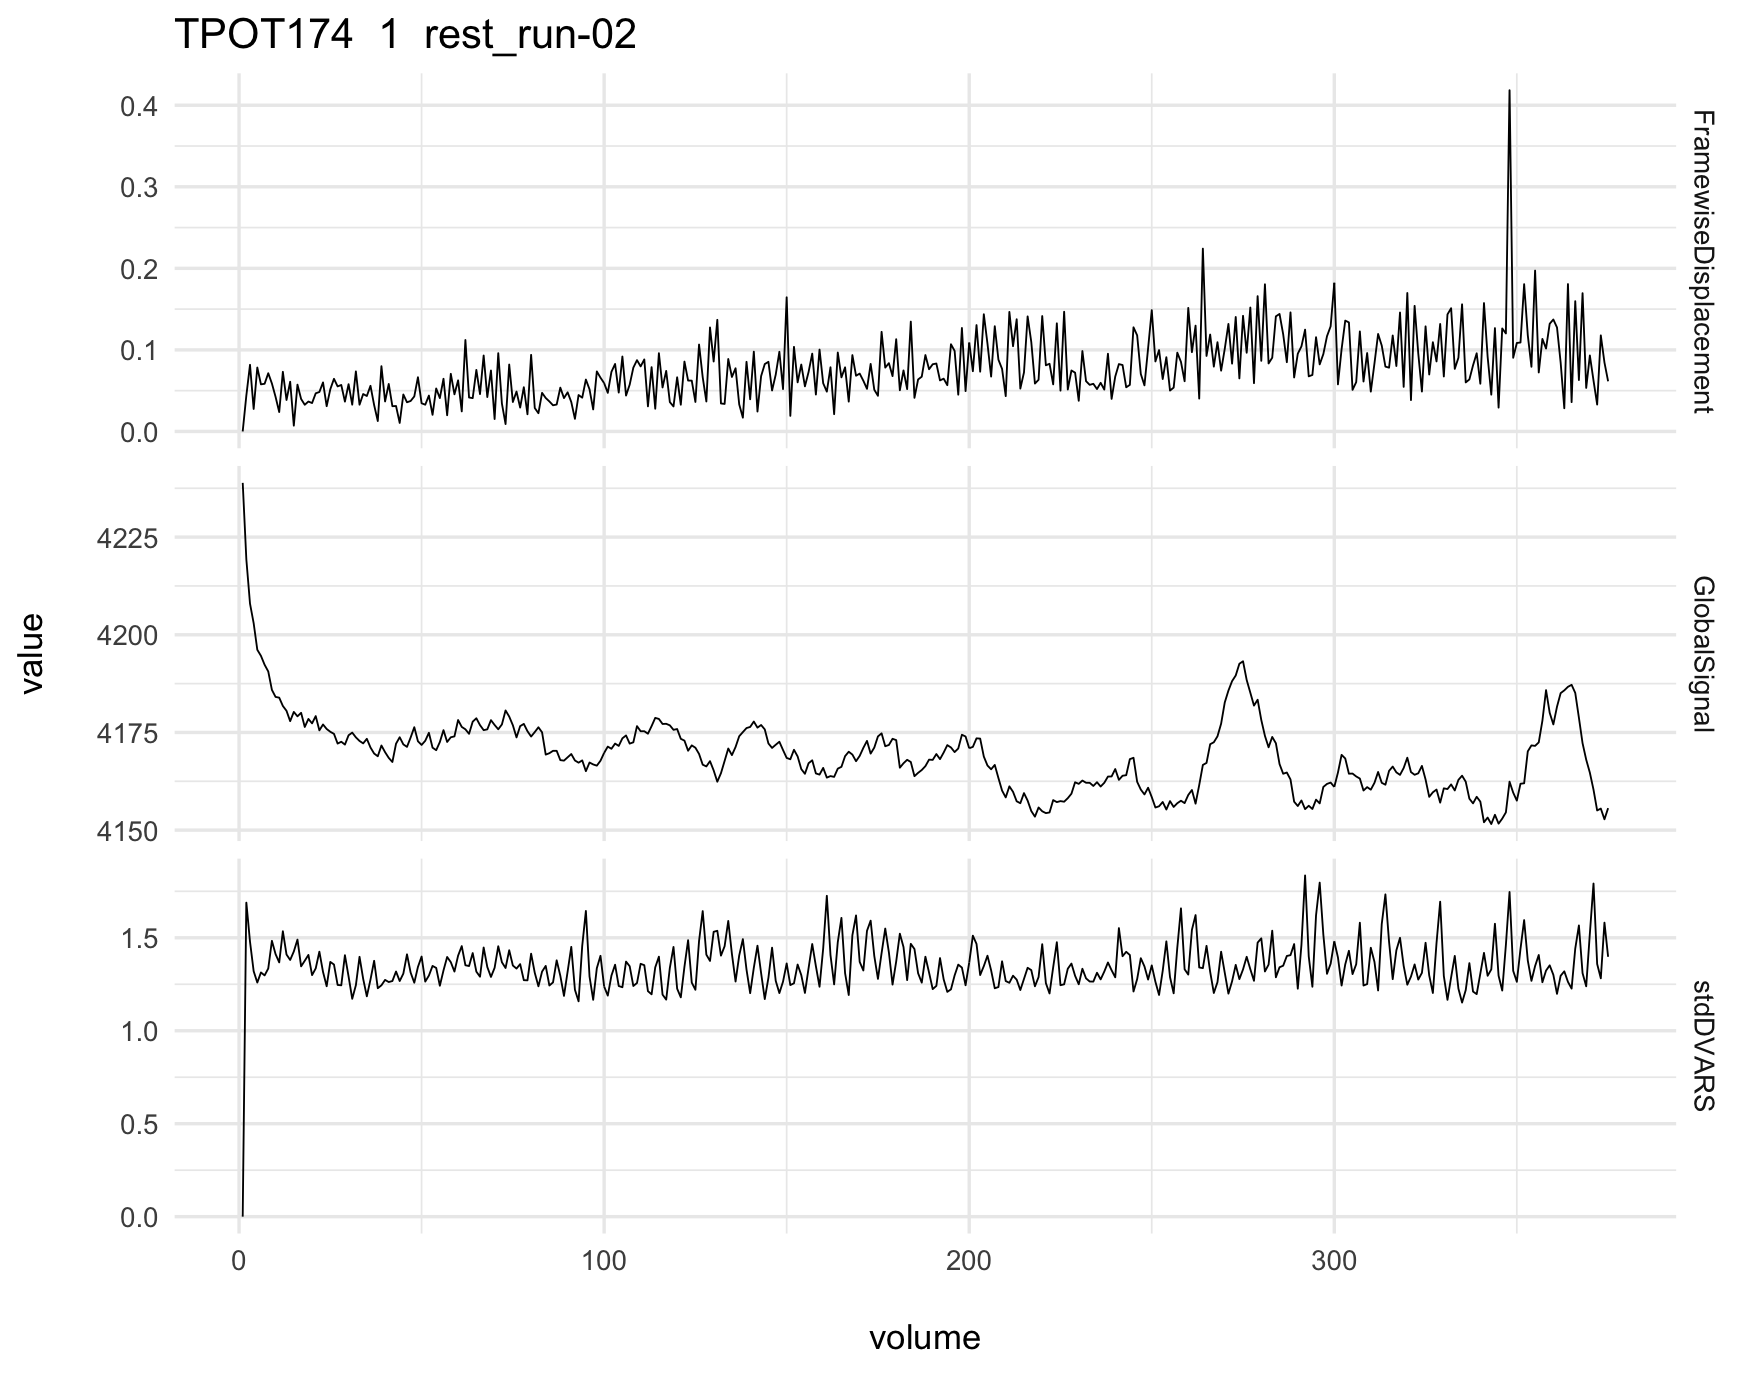 TPOT174 1 rest_run-02
0.4
0.3
0.2
0.1
0.0
FramewiseDisplacement
4225
4200
4175
4150
GlobalSignal
value
1.5
1.0
0.5
0.0
stdDVARS
0 100 200 300
volume